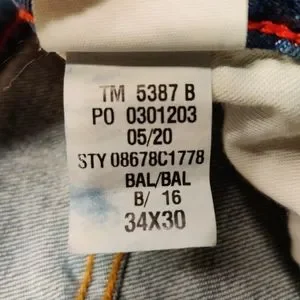 TM 5387 B
PO 0301203
05/20
STY 08678C1778
BAL/BAL
B/ 16
34X30